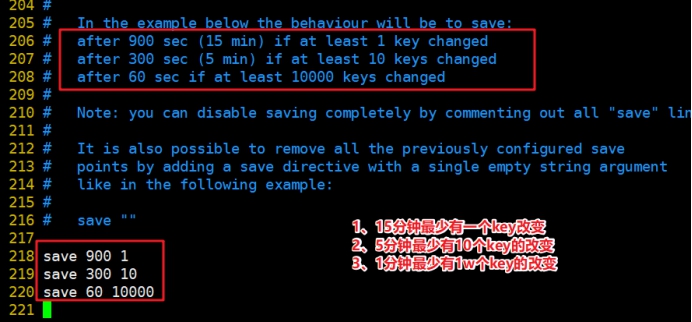 204 #
205 #   In the example below the behaviour will be to save:
206 #   after 900 sec (15 min) if at least 1 key changed
207 #   after 300 sec (5 min) if at least 10 keys changed
208 #   after 60 sec if at least 10000 keys changed
209 #
210 #   Note: you can disable saving completely by commenting out all "save" lin
211 #
212 #   It is also possible to remove all the previously configured save
213 #   points by adding a save directive with a single empty string argument
214 #   like in the following example:
215 #
216 #   save ""
217
1、15分钟最少有一个key改变
2、5分钟最少有10个key的改变
3、1分钟最少有1w个key的改变
218 save 900 1
219 save 300 10
220 save 60 10000
221